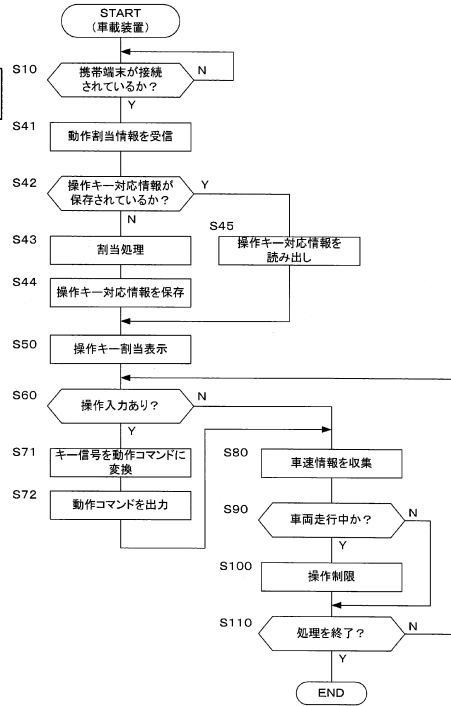 START
(車載装置)
S10
携帯端末が接続
されているか?
N
Y
S41
動作割当情報を受信
S42
操作キー対応情報が
保存されているか?
Y
N
S43
割当処理
S45
操作キー対応情報を
読み出し
S44
操作キー対応情報を保存
S50
操作キー割当表示
S60
操作入力あり?
N
Y
S71
キー信号を動作コマンドに
変換
S80
車速情報を収集
S72
動作コマンドを出力
S90
車両走行中か?
N
Y
S100
操作制限
S110
処理を終了?
N
Y
END